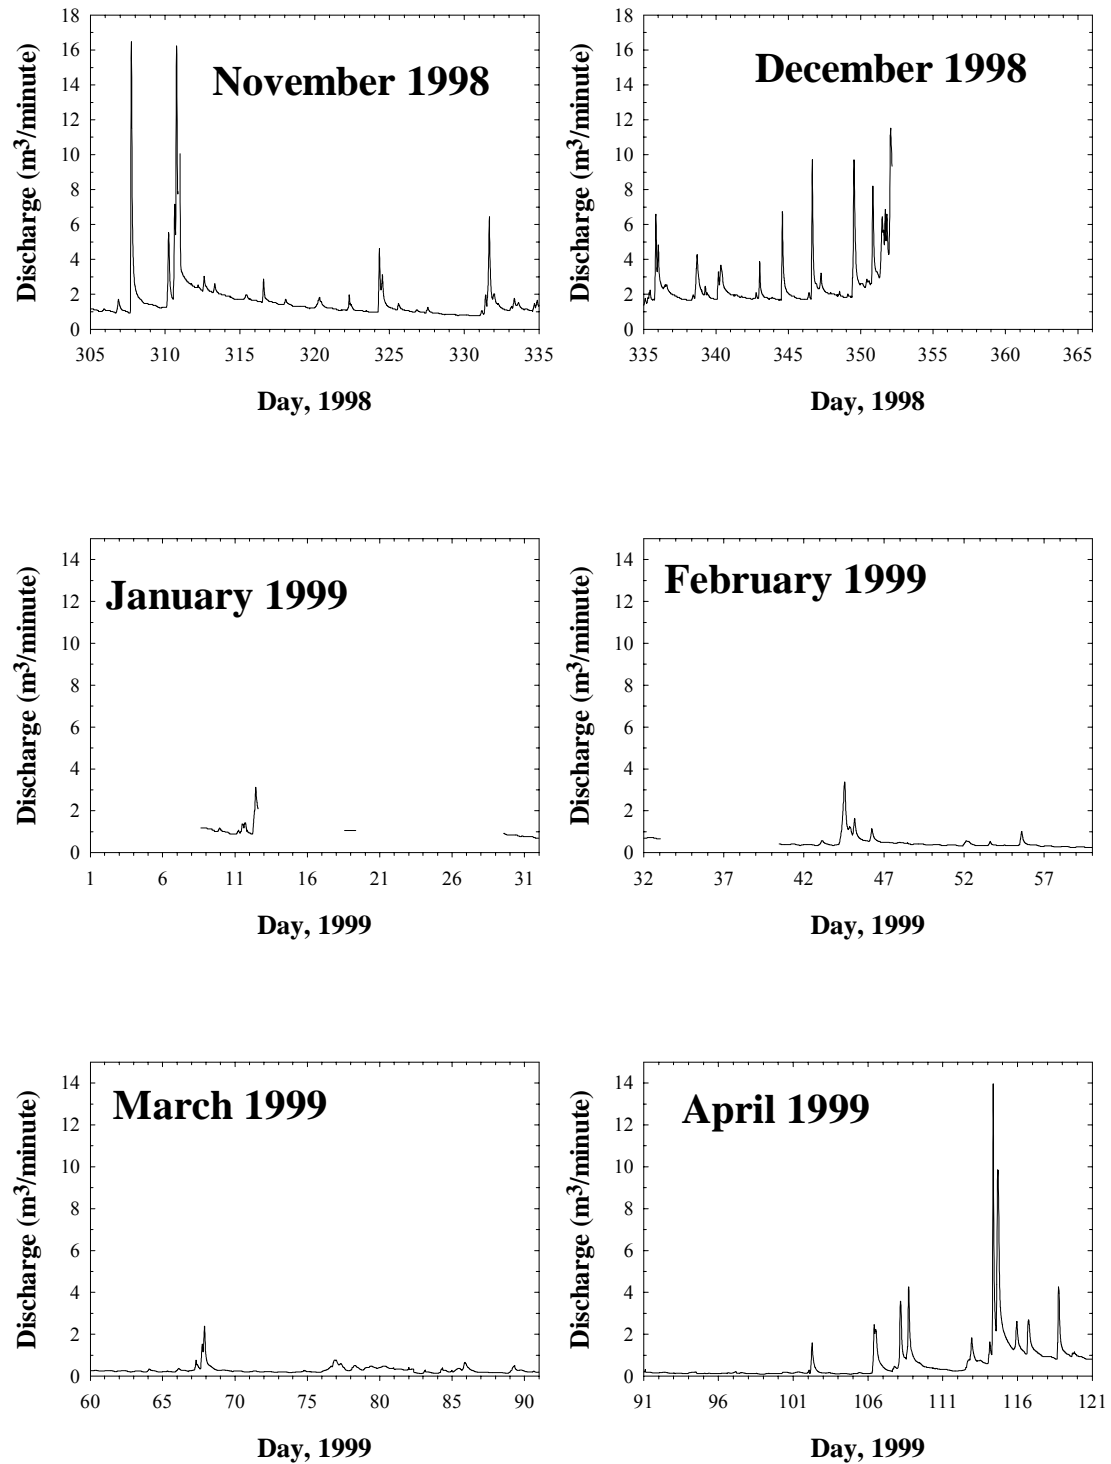 18
16
14
12
10
8
6
4
2
0
Discharge (m3/minute)
November 1998
305 310 315 320 325 330 335
Day, 1998
18
16
14
12
10
8
6
4
2
0
Discharge (m3/minute)
December 1998
335 340 345 350 355 360 365
Day, 1998
14
12
10
8
6
4
2
0
Discharge (m3/minute)
January 1999
1 6 11 16 21 26 31
Day, 1999
14
12
10
8
6
4
2
0
Discharge (m3/minute)
February 1999
32 37 42 47 52 57
Day, 1999
14
12
10
8
6
4
2
0
Discharge (m3/minute)
March 1999
60 65 70 75 80 85 90
Day, 1999
14
12
10
8
6
4
2
0
Discharge (m3/minute)
April 1999
91 96 101 106 111 116 121
Day, 1999